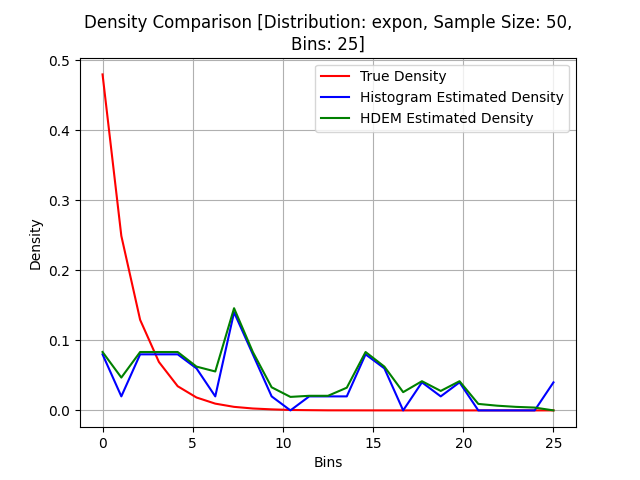 Density Comparison [Distribution: expon, Sample Size: 50,
Bins: 25]
True Density
Histogram Estimated Density
HDEM Estimated Density
Density
0.5
0.4
0.3
0.2
0.1
0.0
0
5
10
15
20
25
Bins